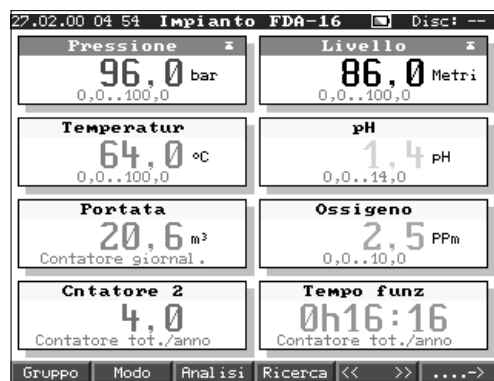 27.02.00 04 54 Impianto FDA-16 Disc: --
Pressione
96,0 bar
0,0..100,0
Livello
86,0 Metri
0,0..100,0
Temperatur
64,0 °C
0,0..100,0
pH
1,4 pH
0,0..14,0
Portata
20,6 m³
Contatore giornal.
Ossigeno
2,5 PPm
0,0..10,0
Cntatore 2
4,0
Contatore tot./anno
Tempo funz
0h16:16
Contatore tot./anno
Gruppo Modo Analisi Ricerca << >> ....->